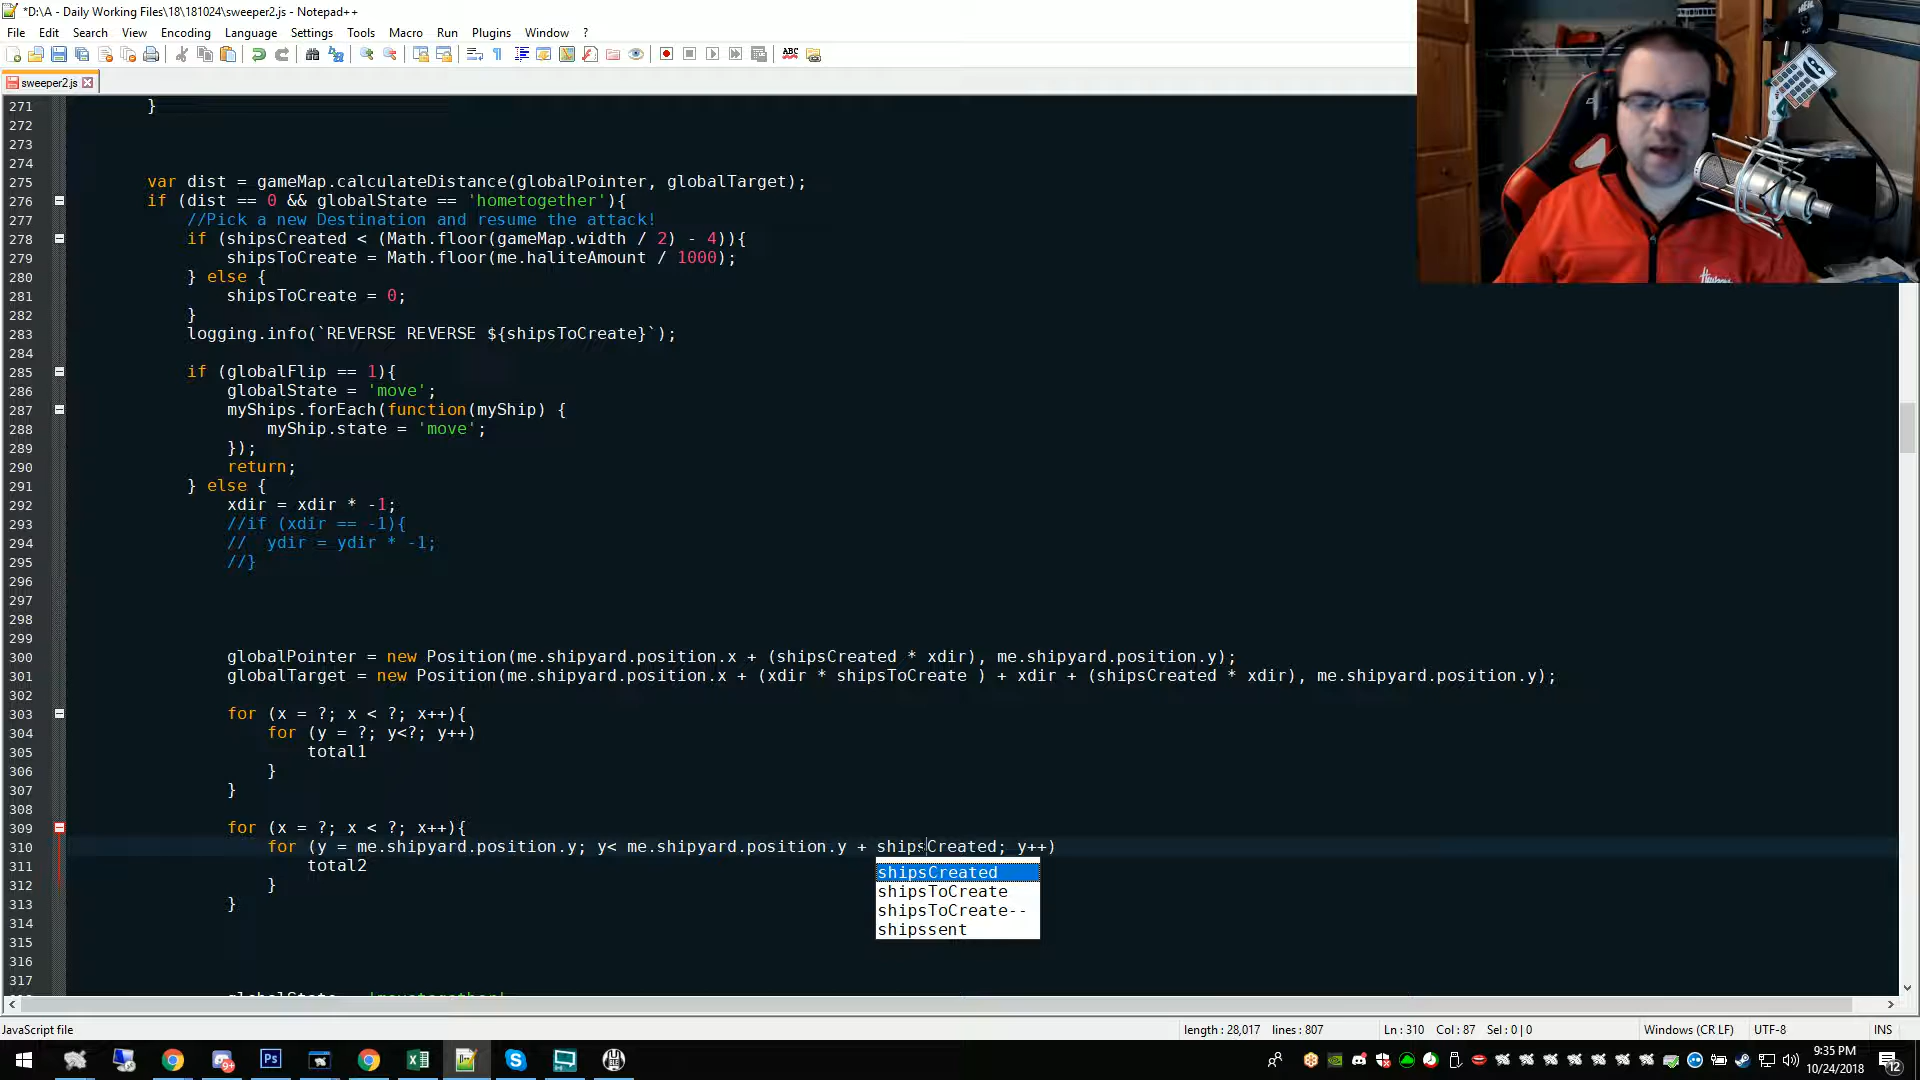 *D:\A - Daily Working Files\18\181024\sweeper2.js - Notepad++
File Edit Search View Encoding Language Settings Tools Macro Run Plugins Window ?
sweeper2.js
271 }
272
273
274
275 var dist = gameMap.calculateDistance(globalPointer, globalTarget);
276 if (dist == 0 && globalState == 'hometogether'){
277 //Pick a new Destination and resume the attack!
278 if (shipsCreated < (Math.floor(gameMap.width / 2) - 4)){
279 shipsToCreate = Math.floor(me.haliteAmount / 1000);
280 } else {
281 shipsToCreate = 0;
282 }
283 logging.info(`REVERSE REVERSE ${shipsToCreate}`);
284
285 if (globalFlip == 1){
286 globalState = 'move';
287 myShips.forEach(function(myShip) {
288 myShip.state = 'move';
289 });
290 return;
291 } else {
292 xdir = xdir * -1;
293 //if (xdir == -1){
294 // ydir = ydir * -1;
295 //}
296
297
298
299
300 globalPointer = new Position(me.shipyard.position.x + (shipsCreated * xdir), me.shipyard.position.y);
301 globalTarget = new Position(me.shipyard.position.x + (xdir * shipsToCreate ) + xdir + (shipsCreated * xdir), me.shipyard.position.y);
302
303 for (x = ?; x < ?; x++){
304 for (y = ?; y<?; y++)
305 total1
306 }
307 }
308
309 for (x = ?; x < ?; x++){
310 for (y = me.shipyard.position.y; y< me.shipyard.position.y + shipsCreated; y++)
311 total2
312 }
313 }
314
315
316
317
shipsCreated
shipsToCreate
shipsToCreate--
shipssent
JavaScript file length : 28,017 lines : 807 Ln : 310 Col : 87 Sel : 0 | 0 Windows (CR LF) UTF-8 INS
9:35 PM
10/24/2018